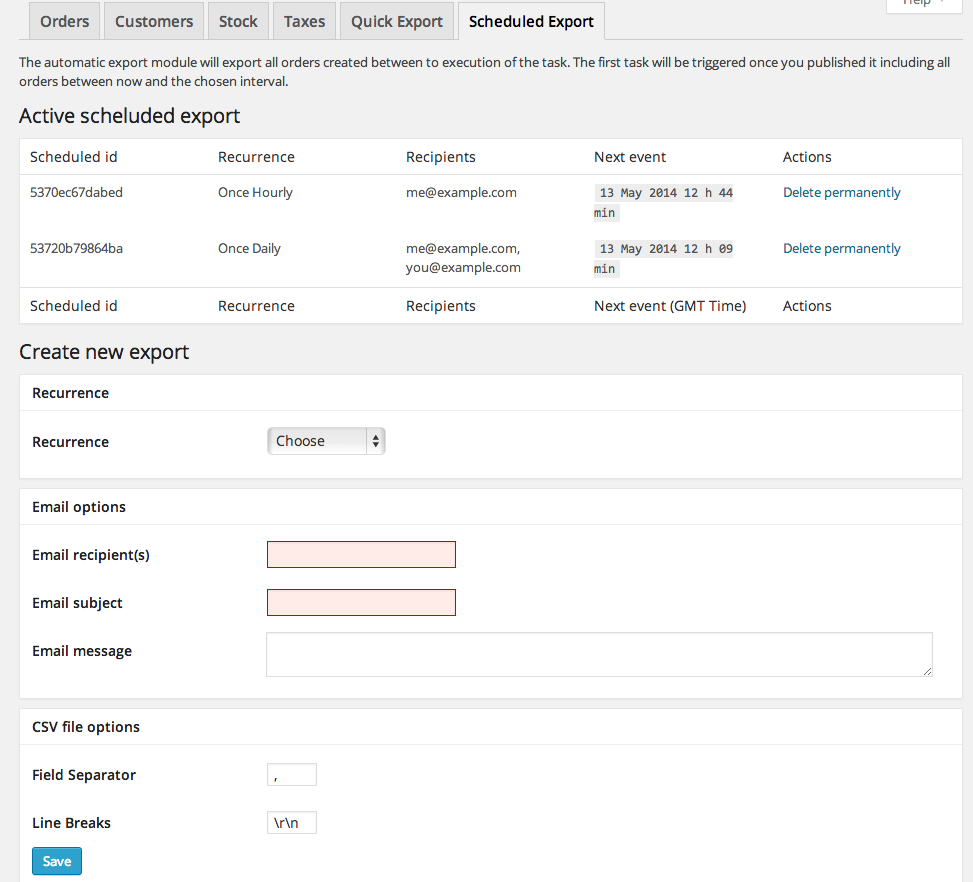 Help
Orders Customers Stock Taxes Quick Export Scheduled Export
The automatic export module will export all orders created between to execution of the task. The first task will be triggered once you published it including all
orders between now and the chosen interval.
Active scheluded export
Scheduled id Recurrence Recipients Next event Actions
5370ec67dabed Once Hourly me@example.com 13 May 2014 12 h 44 Delete permanently
min
53720b79864ba Once Daily me@example.com, 13 May 2014 12 h 09 Delete permanently
you@example.com min
Scheduled id Recurrence Recipients Next event (GMT Time) Actions
Create new export
Recurrence
Recurrence Choose
Email options
Email recipient(s)
Email subject
Email message
CSV file options
Field Separator ,
Line Breaks \r\n
Save